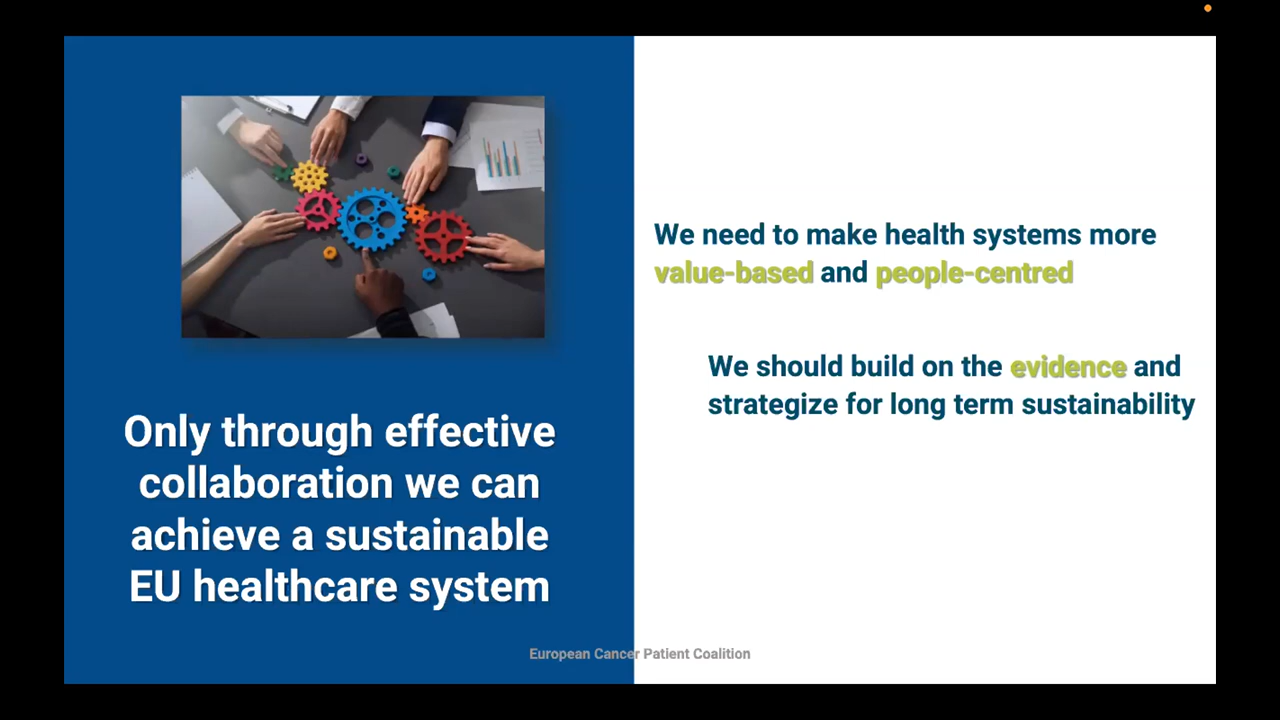 Only through effective
collaboration we can
achieve a sustainable
EU healthcare system
We need to make health systems more
value-based and people-centred
We should build on the evidence and
strategize for long term sustainability
European Cancer Patient Coalition